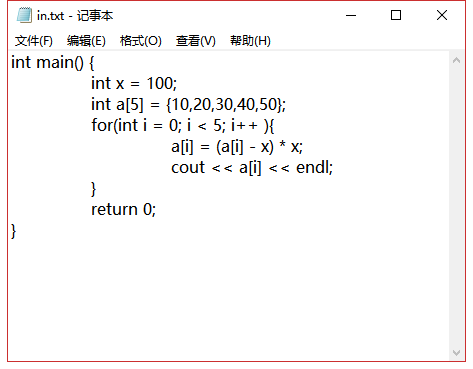 in.txt - 记事本
文件(F) 编辑(E) 格式(O) 查看(V) 帮助(H)
int main() {
int x = 100;
int a[5] = {10,20,30,40,50};
for(int i = 0; i < 5; i++ ){
a[i] = (a[i] - x) * x;
cout << a[i] << endl;
}
return 0;
}